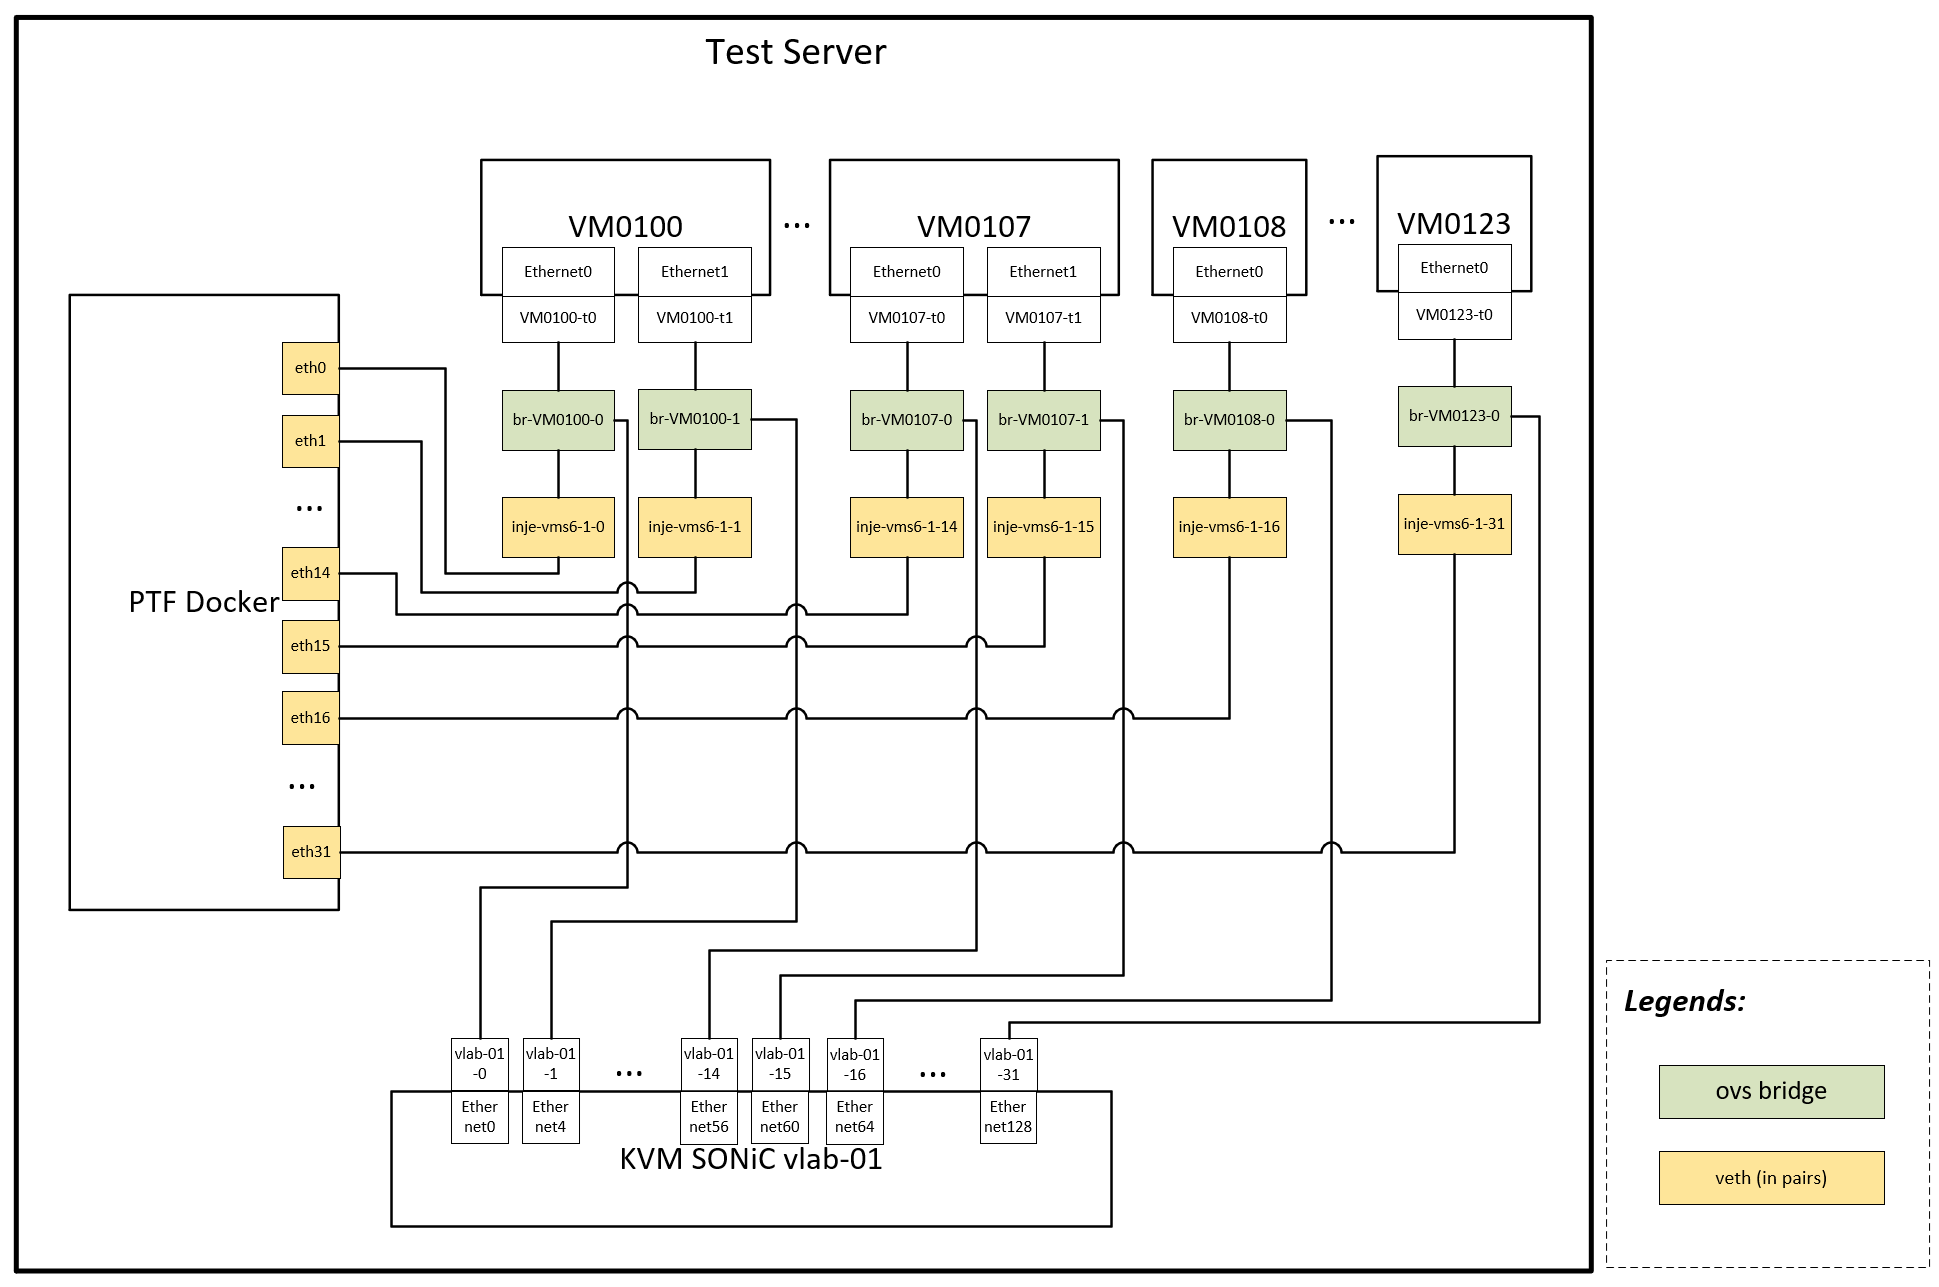 Test Server
VM0100
...
VM0107
VM0108
...
VM0123
Ethernet0
Ethernet1
Ethernet0
Ethernet1
Ethernet0
Ethernet0
VM0100-t0
VM0100-t1
VM0107-t0
VM0107-t1
VM0108-t0
VM0123-t0
br-VM0100-0
br-VM0100-1
br-VM0107-0
br-VM0107-1
br-VM0108-0
br-VM0123-0
inje-vms6-1-0
inje-vms6-1-1
inje-vms6-1-14
inje-vms6-1-15
inje-vms6-1-16
inje-vms6-1-31
eth0
eth1
...
eth14
PTF Docker
eth15
eth16
...
eth31
vlab-01
-0
vlab-01
-1
...
vlab-01
-14
vlab-01
-15
vlab-01
-16
...
vlab-01
-31
Ether
net0
Ether
net4
Ether
net56
Ether
net60
Ether
net64
Ether
net128
KVM SONiC vlab-01
Legends:
ovs bridge
veth (in pairs)